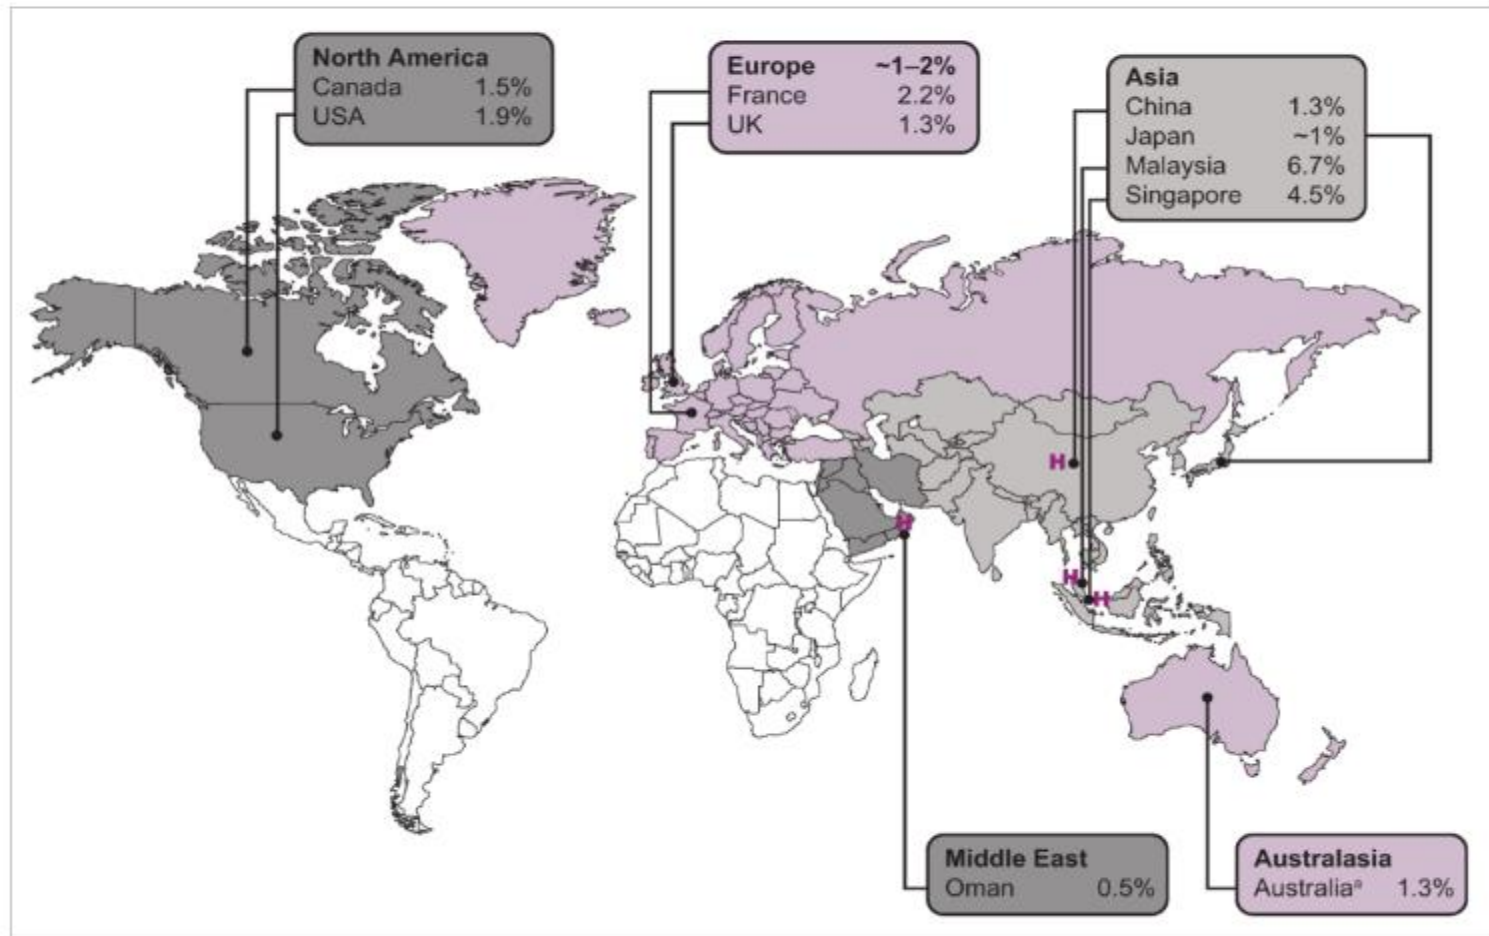 North America
Canada 1.5%
USA 1.9%
Europe ~1–2%
France 2.2%
UK 1.3%
Asia
China 1.3%
Japan ~1%
Malaysia 6.7%
Singapore 4.5%
H
H
H
H
Middle East
Oman 0.5%
Australasia
Australiaᵃ 1.3%